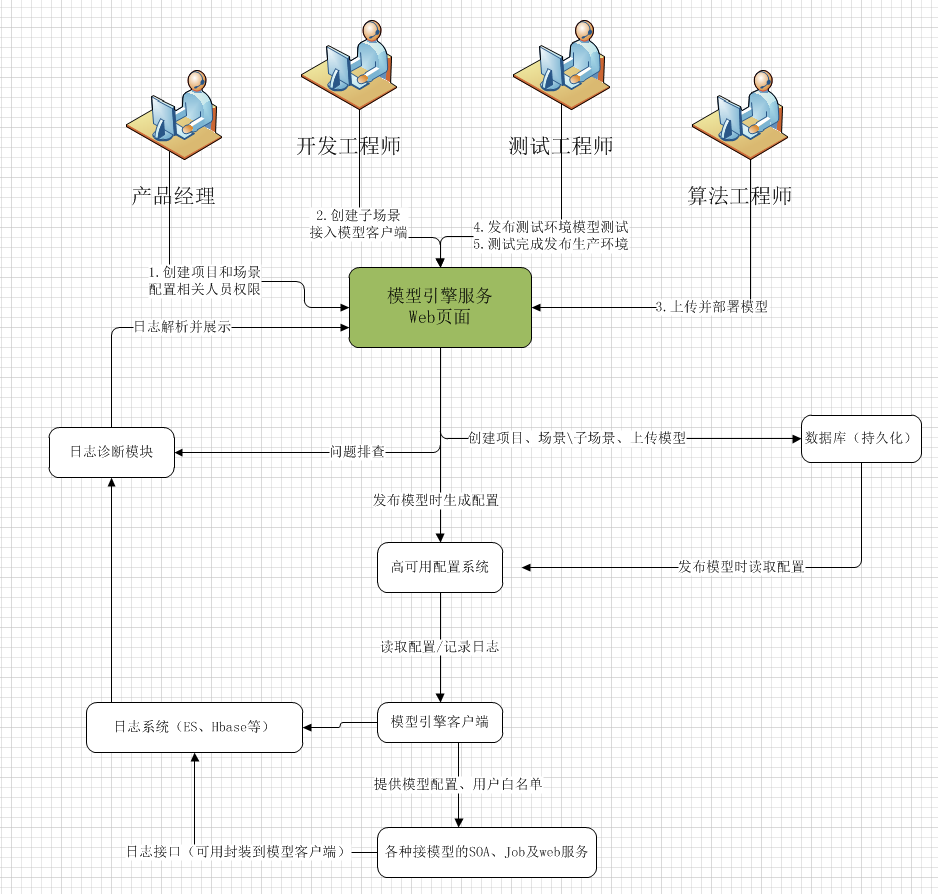 开发工程师
测试工程师
产品经理
算法工程师
2.创建子场景
接入模型客户端
4.发布测试环境模型测试
5.测试完成发布生产环境
1.创建项目和场景
配置相关人员权限
模型引擎服务
Web页面
3.上传并部署模型
日志解析并展示
日志诊断模块
问题排查
创建项目、场景\子场景、上传模型
数据库（持久化）
发布模型时生成配置
高可用配置系统
发布模型时读取配置
读取配置/记录日志
日志系统（ES、Hbase等）
模型引擎客户端
提供模型配置、用户白名单
日志接口（可用封装到模型客户端）
各种接模型的SOA、Job及web服务